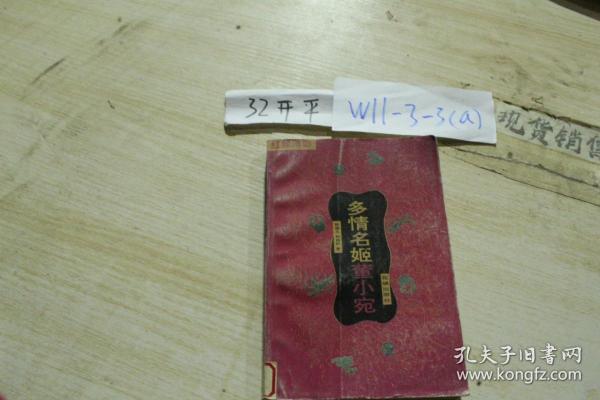 32开平
W11-3-3(a)
现货销售
多情名姬董小宛
孔夫子旧书网
www.kongfz.com